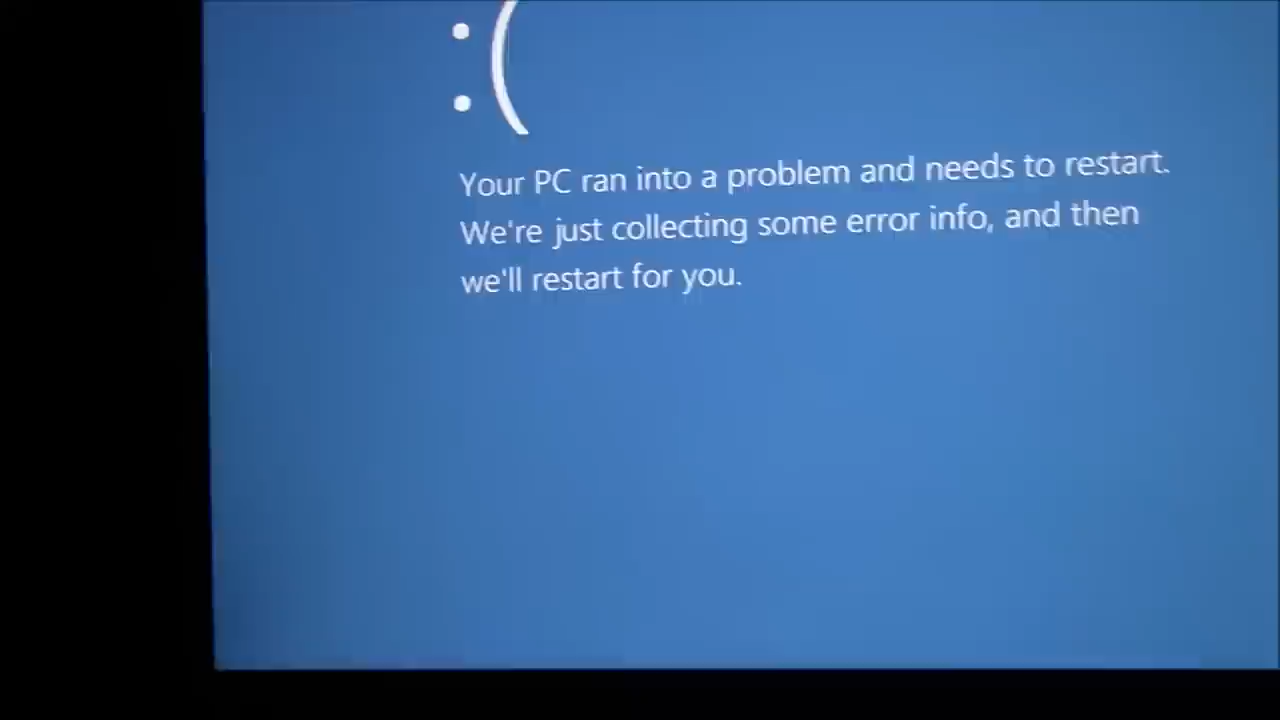 :(
Your PC ran into a problem and needs to restart.
We're just collecting some error info, and then
we'll restart for you.